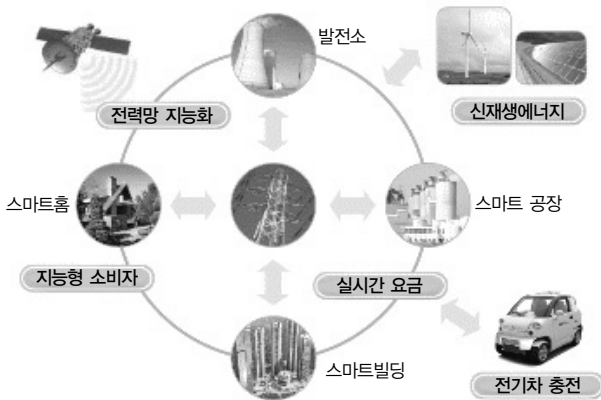 발전소
전력망 지능화
신재생에너지
스마트홈
스마트 공장
지능형 소비자
실시간 요금
스마트빌딩
전기차 충전